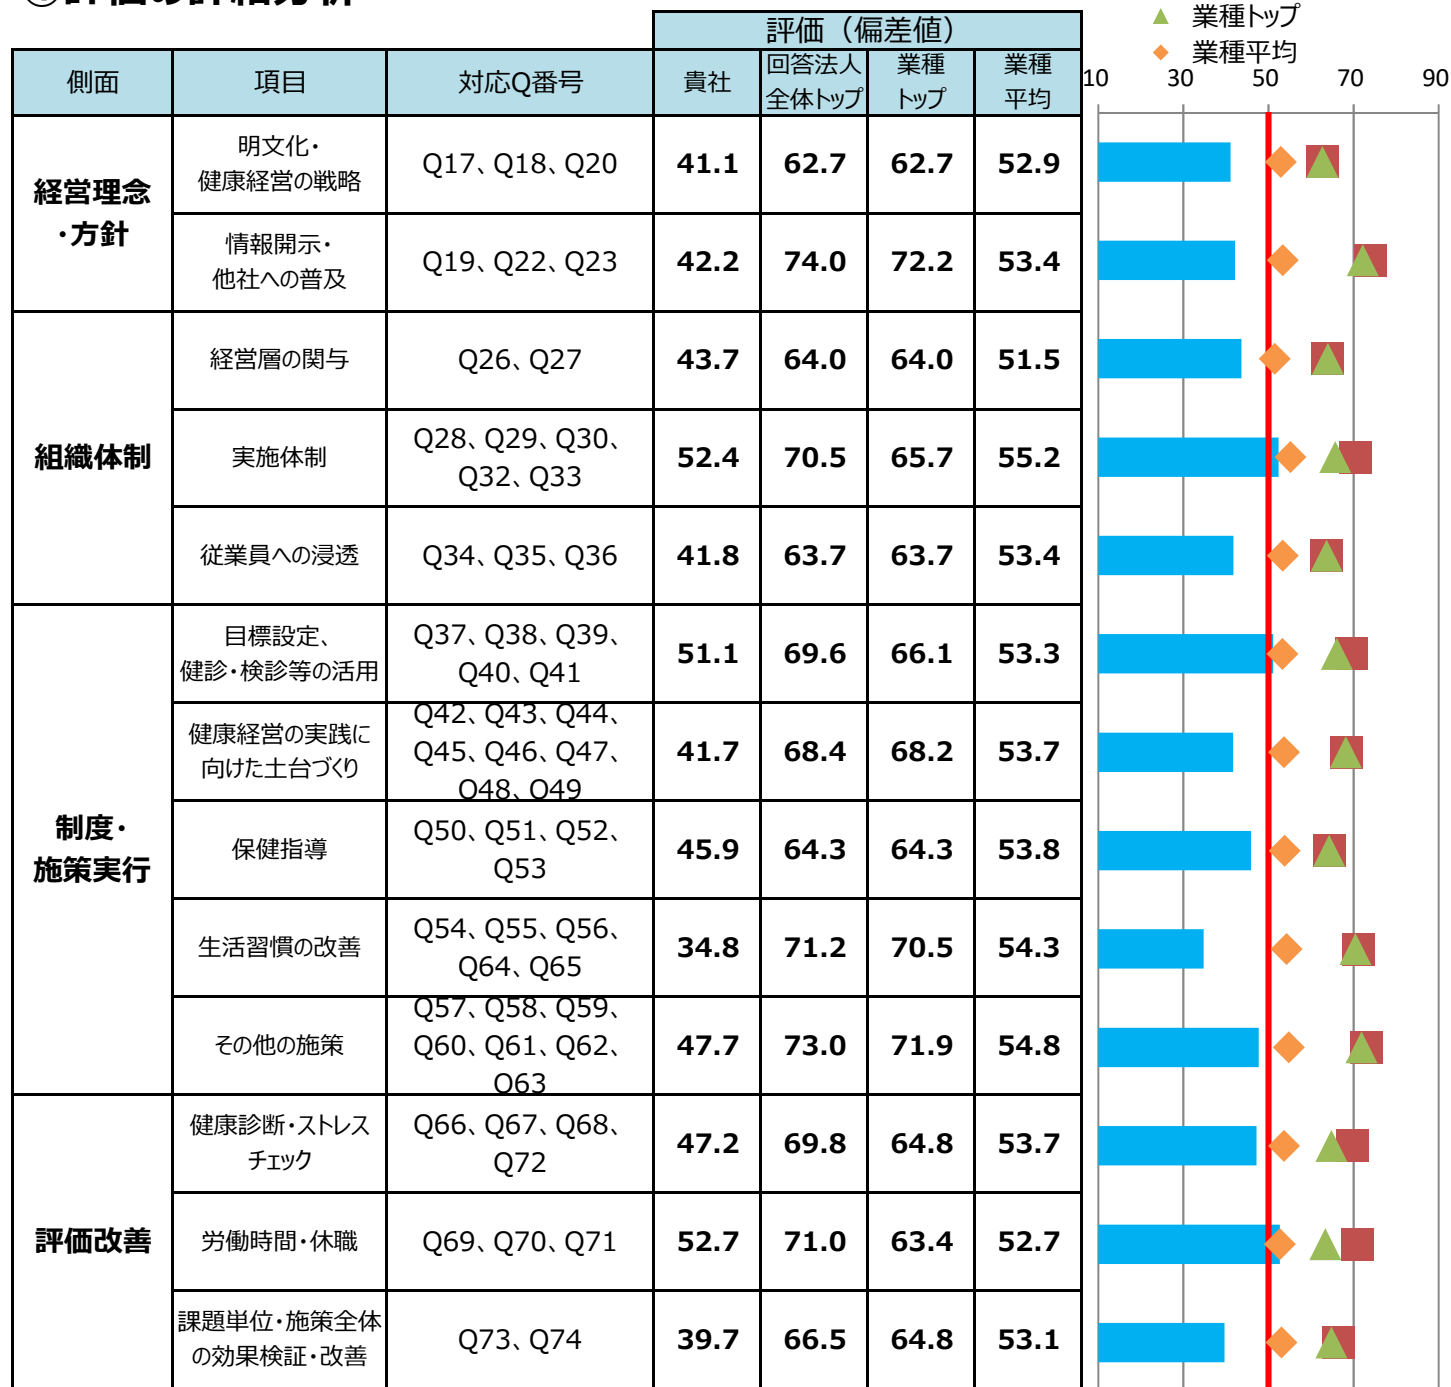 ①評価の詳細分析
▲ 業種トップ
◆ 業種平均
評価（偏差値）
側面 項目 対応Q番号 貴社 回答法人全体トップ 業種トップ 業種平均
10 30 50 70 90
経営理念・方針
明文化・健康経営の戦略 Q17、Q18、Q20 41.1 62.7 62.7 52.9
情報開示・他社への普及 Q19、Q22、Q23 42.2 74.0 72.2 53.4
組織体制
経営層の関与 Q26、Q27 43.7 64.0 64.0 51.5
実施体制 Q28、Q29、Q30、Q32、Q33 52.4 70.5 65.7 55.2
従業員への浸透 Q34、Q35、Q36 41.8 63.7 63.7 53.4
制度・施策実行
目標設定、健診・検診等の活用 Q37、Q38、Q39、Q40、Q41 51.1 69.6 66.1 53.3
健康経営の実践に向けた土台づくり Q42、Q43、Q44、Q45、Q46、Q47、Q48、Q49 41.7 68.4 68.2 53.7
保健指導 Q50、Q51、Q52、Q53 45.9 64.3 64.3 53.8
生活習慣の改善 Q54、Q55、Q56、Q64、Q65 34.8 71.2 70.5 54.3
その他の施策 Q57、Q58、Q59、Q60、Q61、Q62、Q63 47.7 73.0 71.9 54.8
評価改善
健康診断・ストレスチェック Q66、Q67、Q68、Q72 47.2 69.8 64.8 53.7
労働時間・休職 Q69、Q70、Q71 52.7 71.0 63.4 52.7
課題単位・施策全体の効果検証・改善 Q73、Q74 39.7 66.5 64.8 53.1